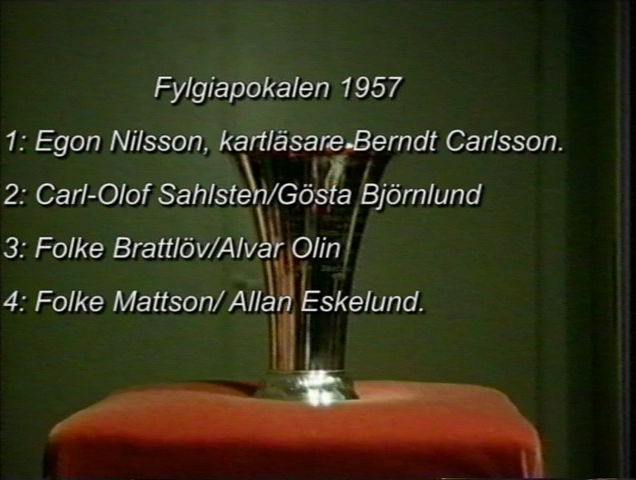 Fylgiapokalen 1957
1: Egon Nilsson, kartläsare Berndt Carlsson.
2: Carl-Olof Sahlsten/Gösta Björnlund
3: Folke Brattlöv/Alvar Olin
4: Folke Mattson/ Allan Eskelund.